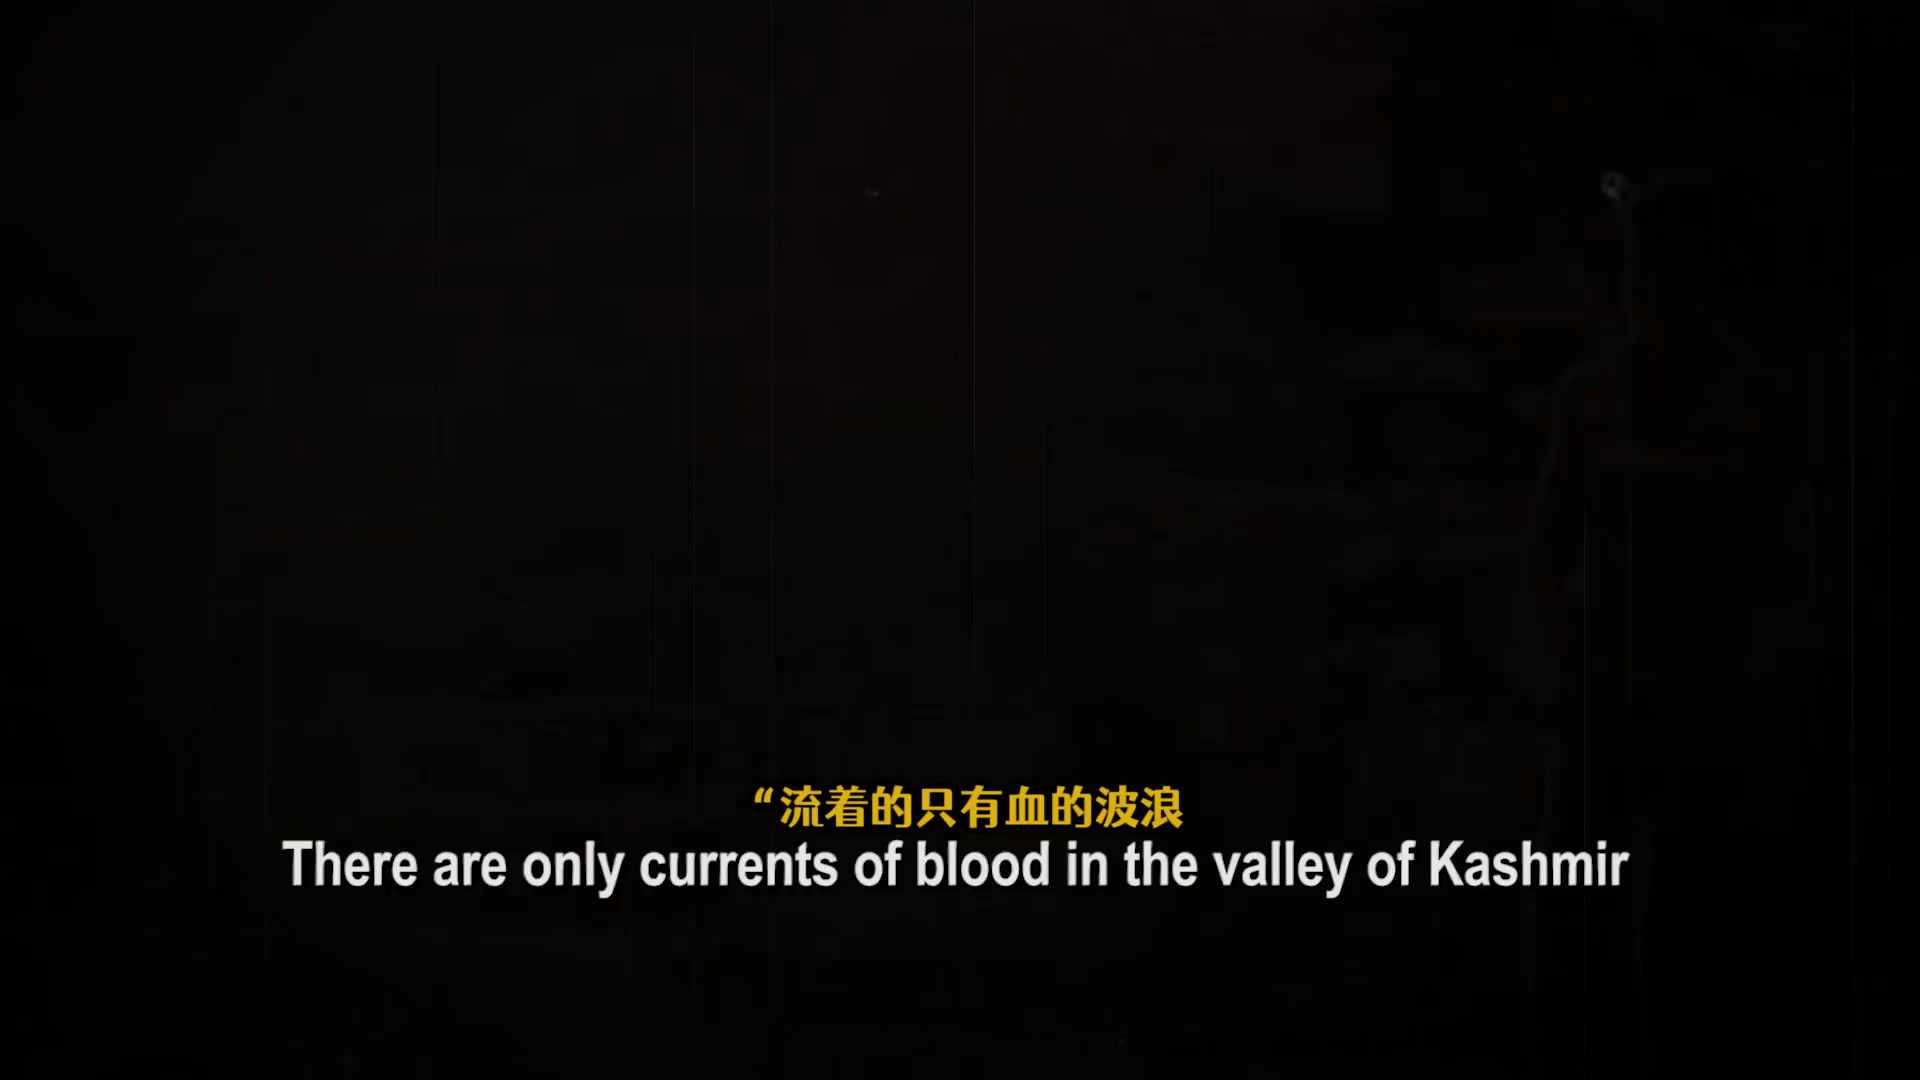 “流着的只有血的波浪
There are only currents of blood in the valley of Kashmir